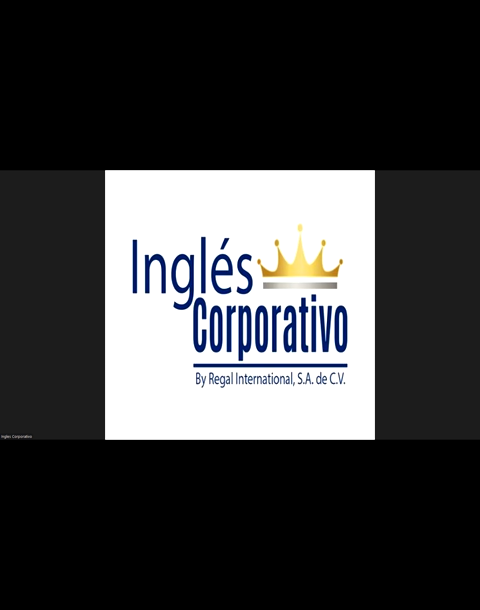 Inglés
Corporativo
By Regal International, S.A. de C.V.
Inglés Corporativo